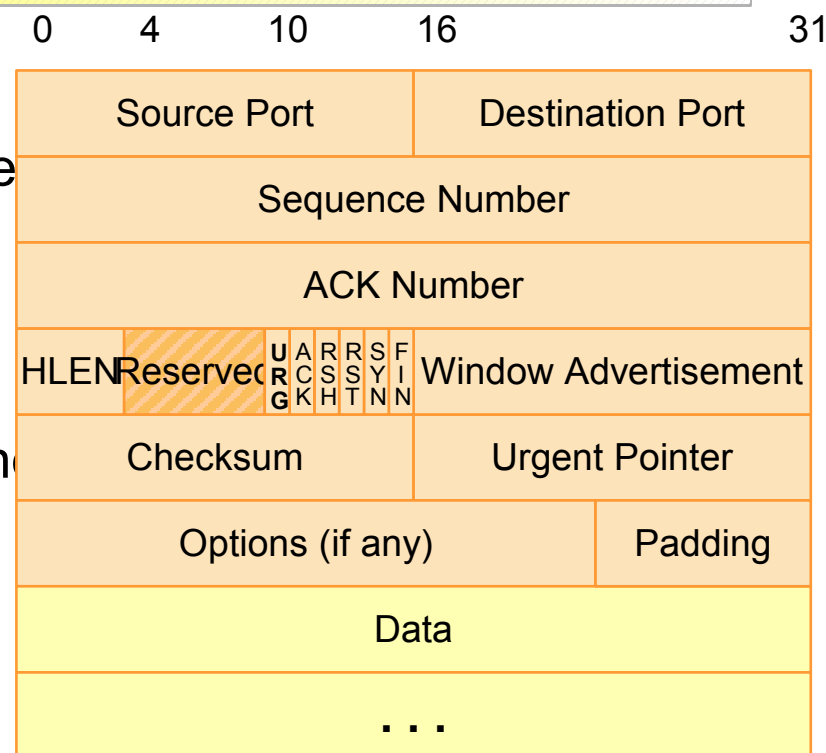 0 4 10 16 31
Source Port Destination Port
e
Sequence Number
ACK Number
HLEN Reserved URG ACK RSH RST SYN FIN Window Advertisement
Checksum Urgent Pointer
Options (if any) Padding
Data
. . .